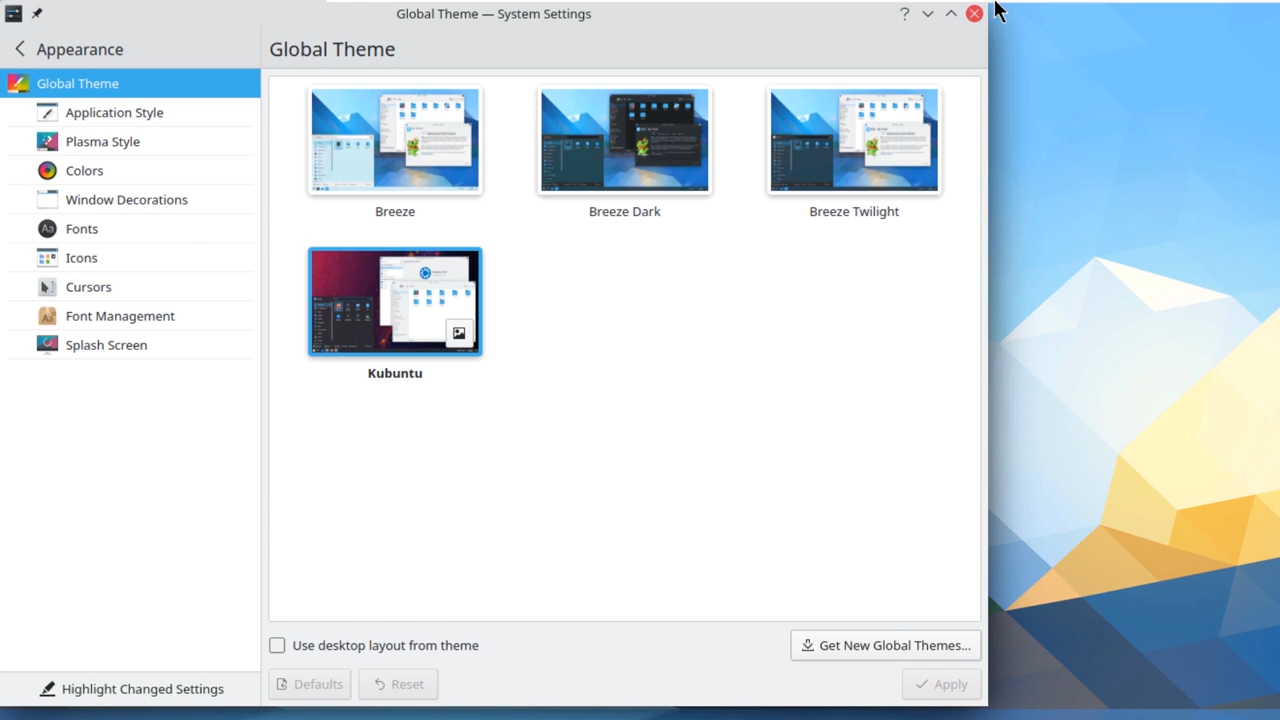 Global Theme — System Settings
Appearance
Global Theme
Global Theme
Application Style
Plasma Style
Colors
Window Decorations
Aa Fonts
Icons
Cursors
Aa Font Management
Splash Screen
Breeze
Breeze Dark
Breeze Twilight
Kubuntu
Use desktop layout from theme
Get New Global Themes...
Highlight Changed Settings
Defaults
Reset
Apply